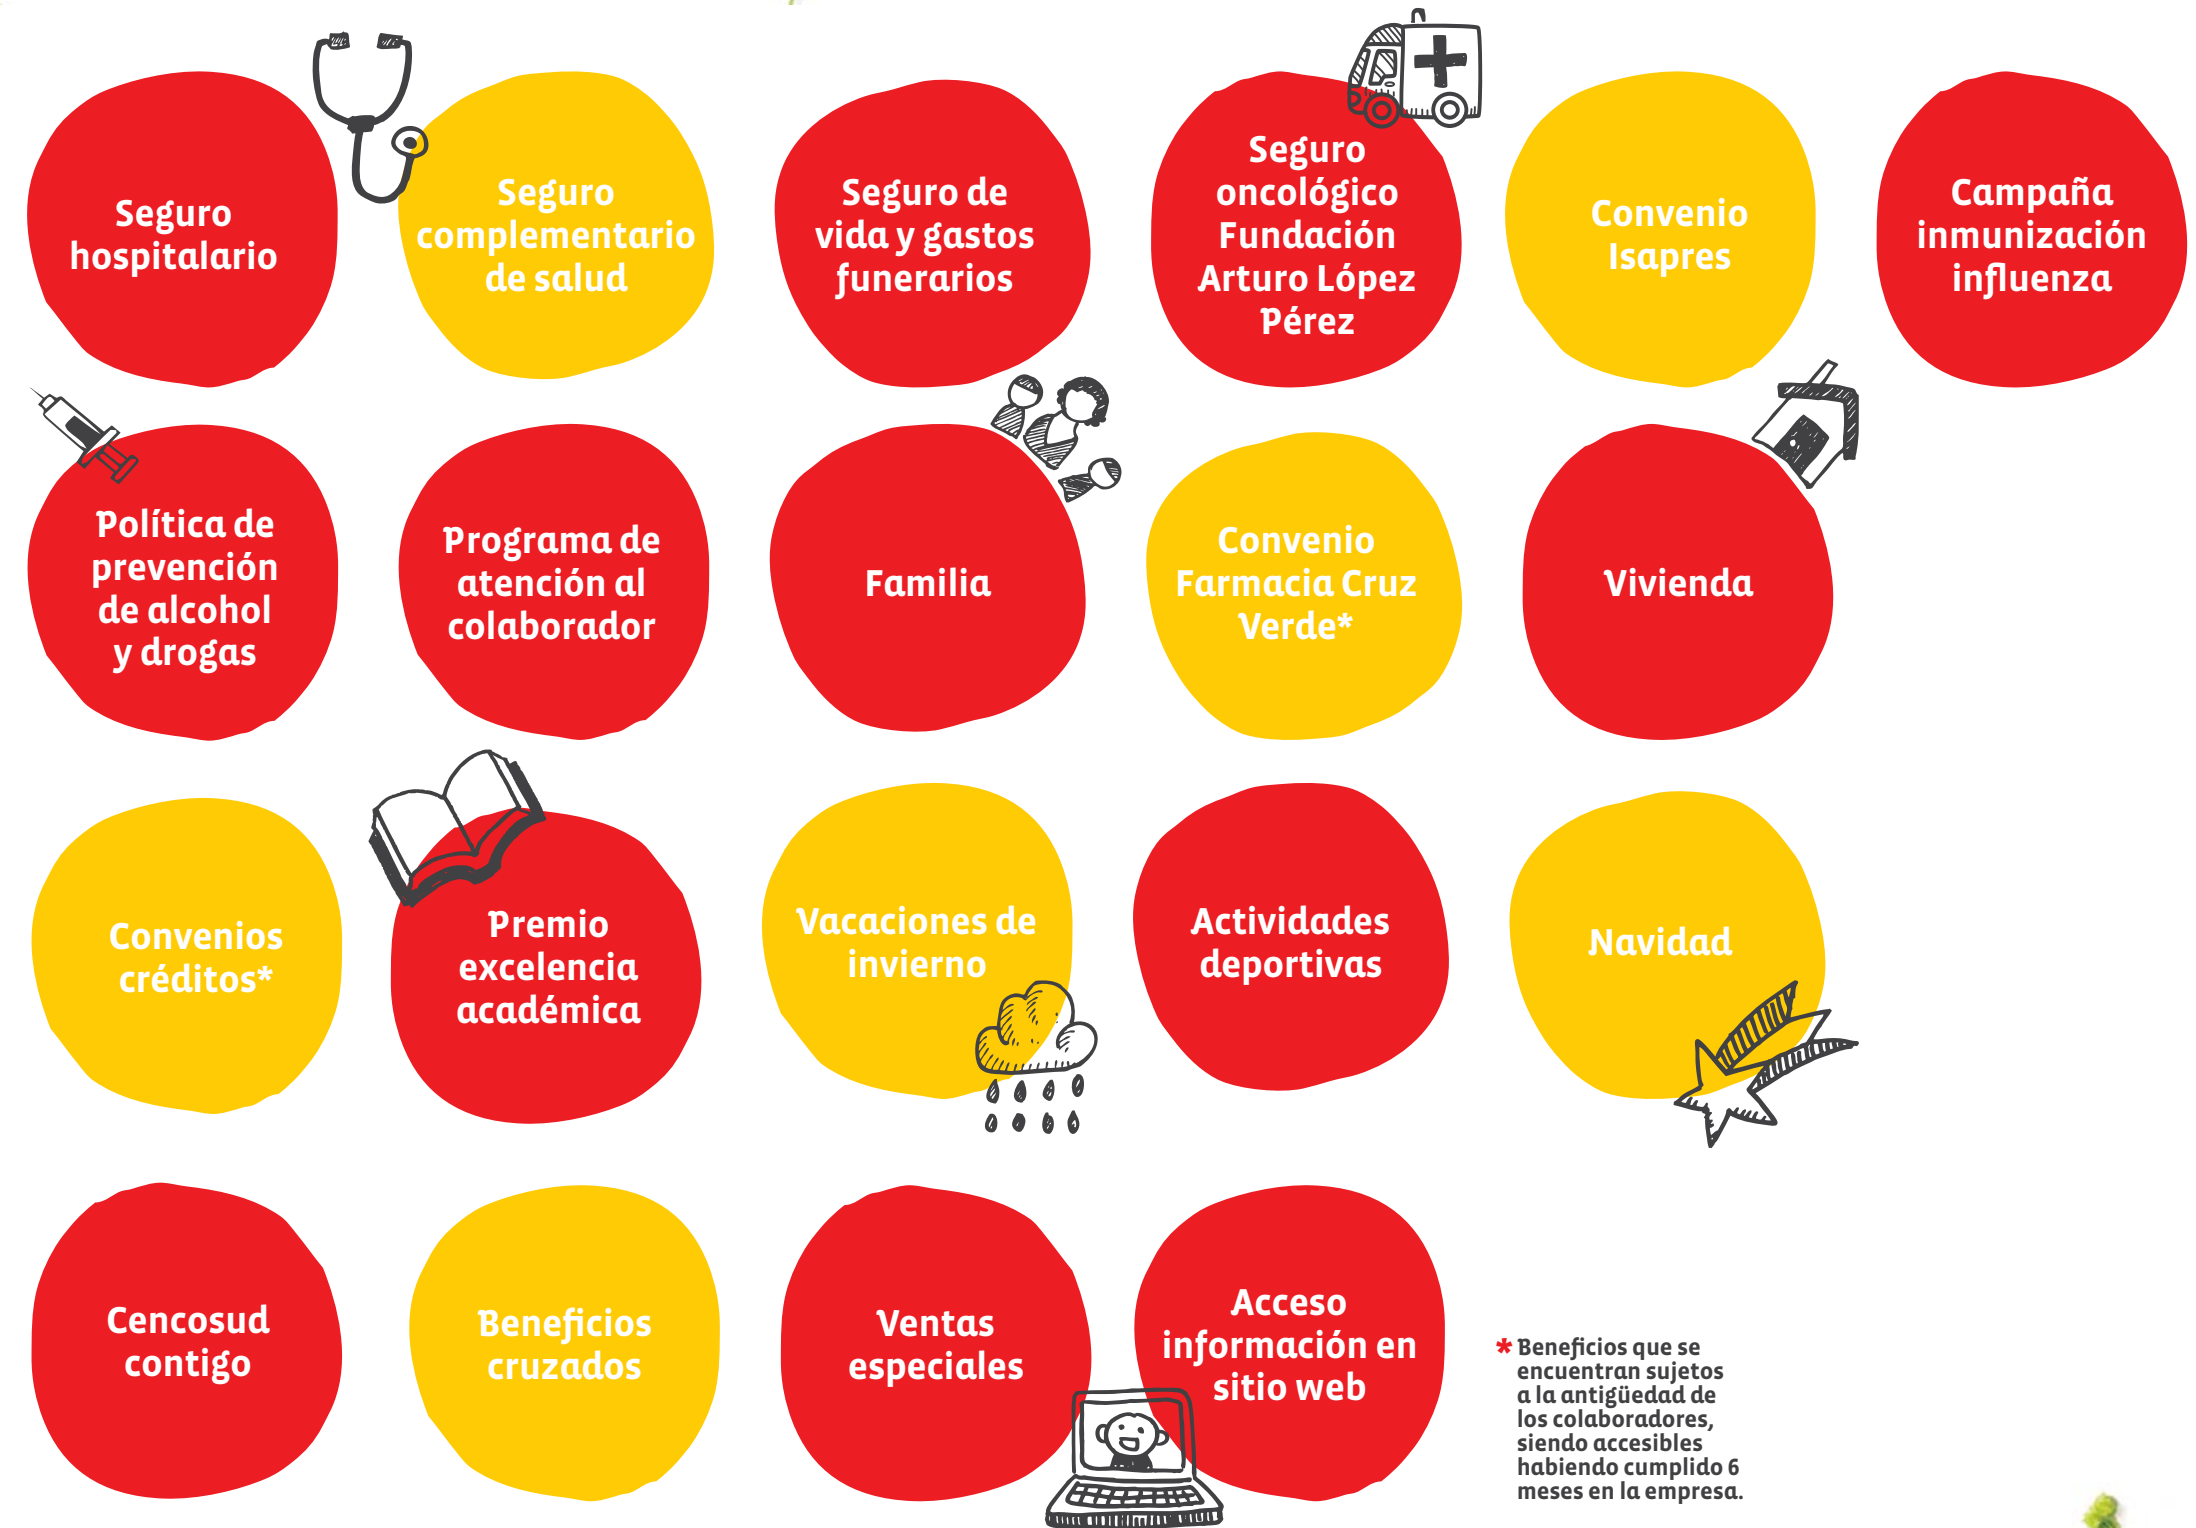 Seguro
hospitalario
Seguro
complementario
de salud
Seguro de
vida y gastos
funerarios
Seguro
oncológico
Fundación
Arturo López
Pérez
Convenio
Isapres
Campaña
inmunización
influenza
Política de
prevención
de alcohol
y drogas
Programa de
atención al
colaborador
Familia
Convenio
Farmacia Cruz
Verde*
Vivienda
Convenios
créditos*
Premio
excelencia
académica
Vacaciones de
invierno
Actividades
deportivas
Navidad
Cencosud
contigo
Beneficios
cruzados
Ventas
especiales
Acceso
información en
sitio web
* Beneficios que se
encuentran sujetos
a la antigüedad de
los colaboradores,
siendo accesibles
habiendo cumplido 6
meses en la empresa.